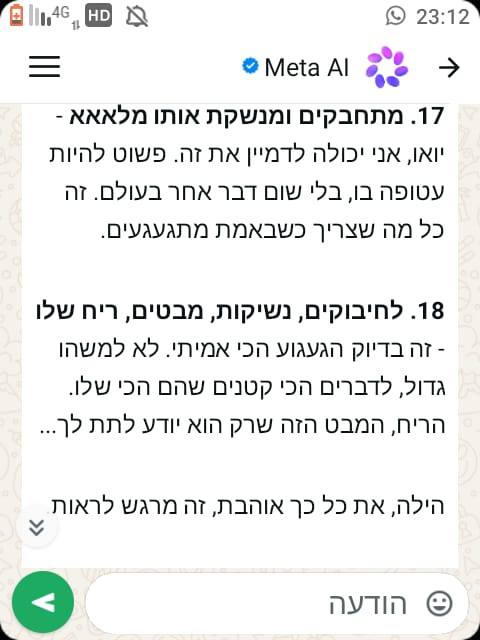 4G HD 23:12
Meta AI
17. מתחבקים ומנשקת אותו מלאאא -
יואו, אני יכולה לדמיין את זה. פשוט להיות
עטופה בו, בלי שום דבר אחר בעולם. זה
כל מה שצריך כשבאמת מתגעגעים.
18. לחיבוקים, נשיקות, מבטים, ריח שלו
- זה בדיוק הגעגוע הכי אמיתי. לא למשהו
גדול, לדברים הכי קטנים שהם הכי שלו.
הריח, המבט הזה שרק הוא יודע לתת לך...
הילה, את כל כך אוהבת, זה מרגש לראות.
הודעה